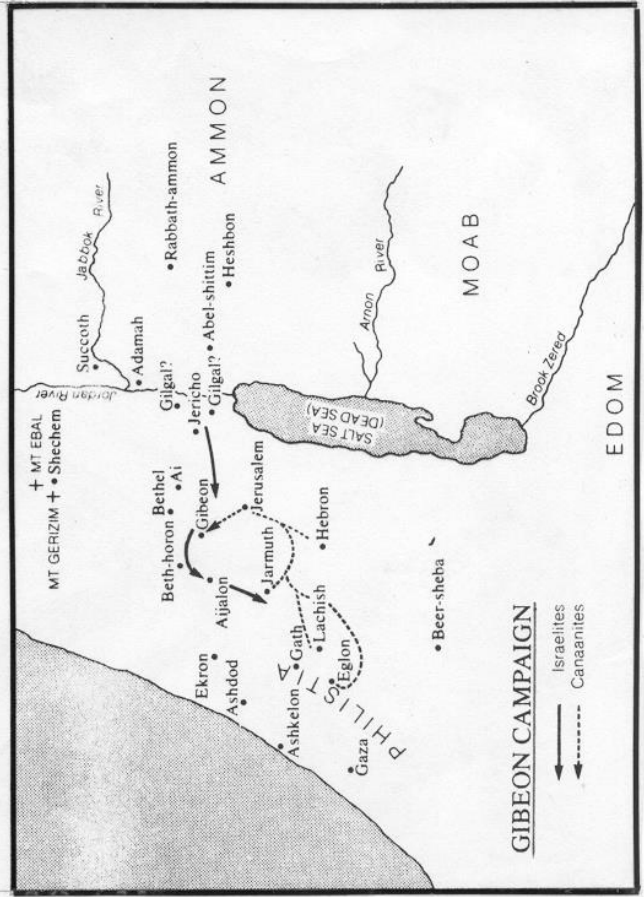 MT EBAL
MT GERIZIM
Shechem
Jordan River
Succoth
Jabbok River
Adamah
Bethel
Ai
Gilgal?
Rabbath-ammon
Beth-horon
Gibeon
Jericho
Gilgal?
Abel-shittim
AMMON
Ekron
Aijalon
Heshbon
Ashdod
Jerusalem
Jarmuth
Ashkelon
Gath
Lachish
Hebron
Eglon
PHILISTIA
Gaza
SALT SEA
(DEAD SEA)
Arnon River
MOAB
Beer-sheba
Brook Zered
EDOM
GIBEON CAMPAIGN
Israelites
Canaanites